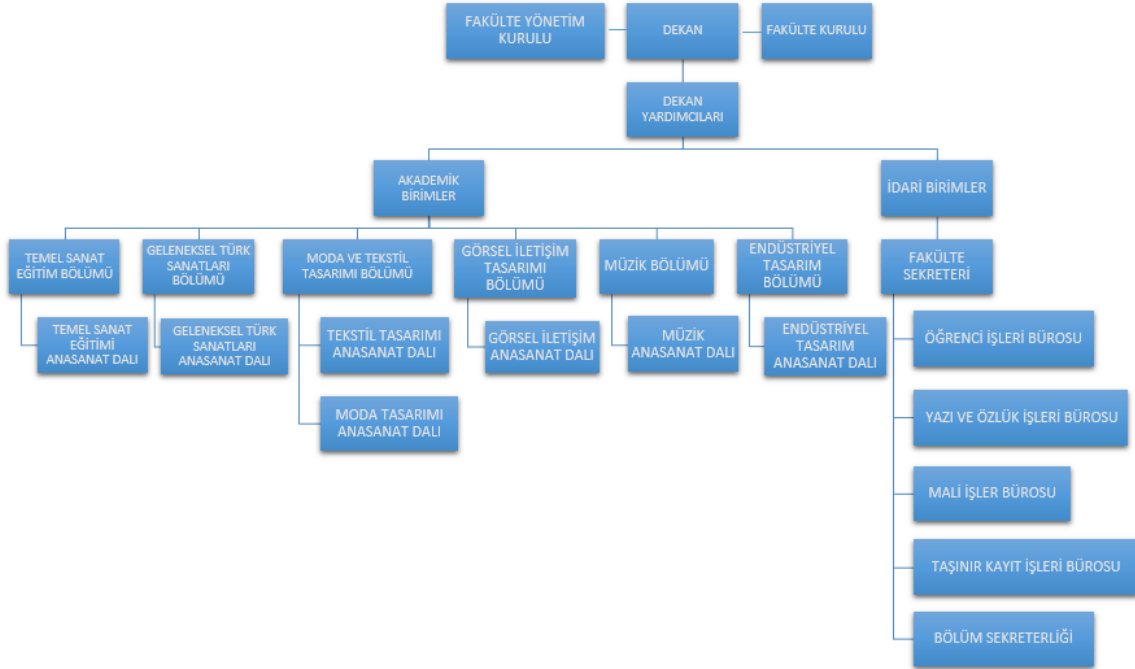 FAKÜLTE YÖNETİM
KURULU
DEKAN
FAKÜLTE KURULU
DEKAN
YARDIMCILARI
AKADEMİK
BİRİMLER
İDARİ BİRİMLER
TEMEL SANAT
EĞİTİM BÖLÜMÜ
GELENEKSEL TÜRK
SANATLARI
BÖLÜMÜ
MODA VE TEKSTİL
TASARIMI BÖLÜMÜ
GÖRSEL İLETİŞİM
TASARIMI
BÖLÜMÜ
MÜZİK BÖLÜMÜ
ENDÜSTRİYEL
TASARIM
BÖLÜMÜ
FAKÜLTE
SEKRETERİ
TEMEL SANAT
EĞİTİMİ
ANASANAT DALI
GELENEKSEL TÜRK
SANATLARI
ANASANAT DALI
TEKSTİL TASARIMI
ANASANAT DALI
GÖRSEL İLETİŞİM
ANASANAT DALI
MÜZİK
ANASANAT DALI
ENDÜSTRİYEL
TASARIM
ANASANAT DALI
ÖĞRENCİ İŞLERİ BÜROSU
MODA TASARIMI
ANASANAT DALI
YAZI VE ÖZLÜK İŞLERİ BÜROSU
MALİ İŞLER BÜROSU
TAŞINIR KAYIT İŞLERİ BÜROSU
BÖLÜM SEKRETERLİĞİ